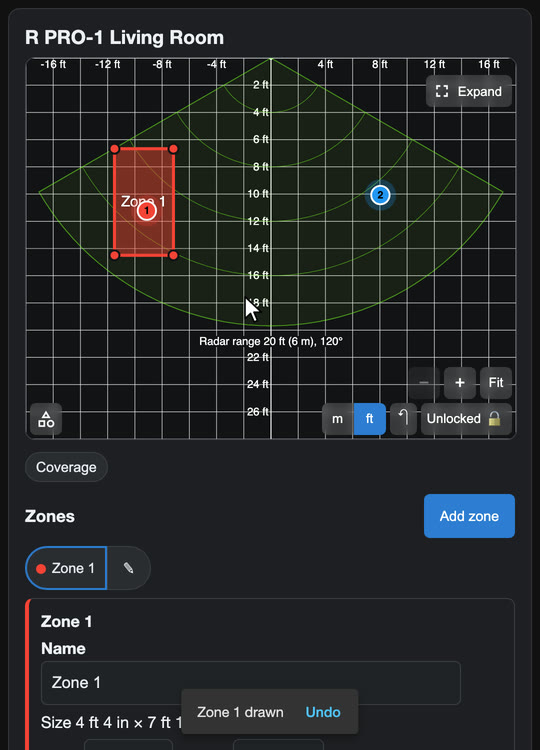 R PRO-1 Living Room
-16 ft -12 ft -8 ft -4 ft 4 ft 8 ft 12 ft 16 ft
2 ft
Expand
4 ft
6 ft
8 ft
10 ft
2
Zone 1
1
12 ft
14 ft
16 ft
18 ft
Radar range 20 ft (6 m), 120°
22 ft
24 ft
− + Fit
26 ft
m ft Unlocked
Coverage
Zones
Add zone
Zone 1
Zone 1
Name
Zone 1
Zone 1 drawn Undo
Size 4 ft 4 in × 7 ft 1